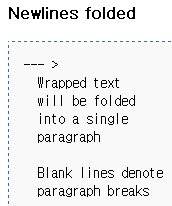 Newlines folded
--- >
Wrapped text
will be folded
into a single
paragraph

Blank lines denote
paragraph breaks